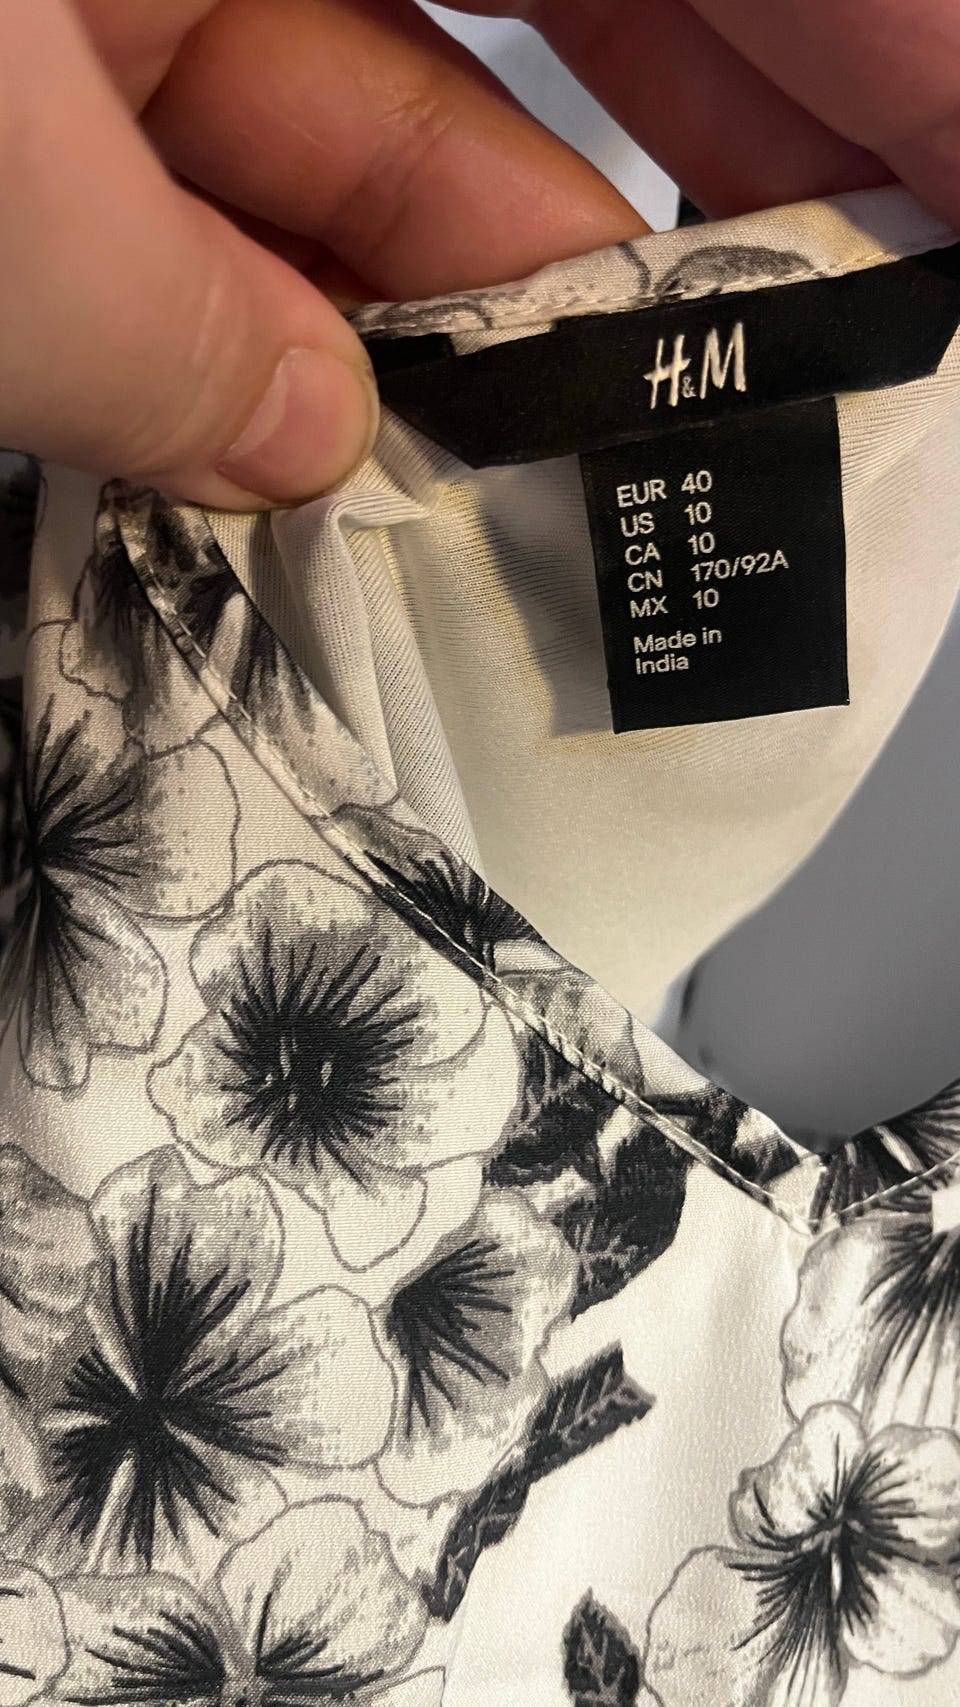 H&M
EUR 40
US 10
CA 10
CN 170/92A
MX 10
Made in
India